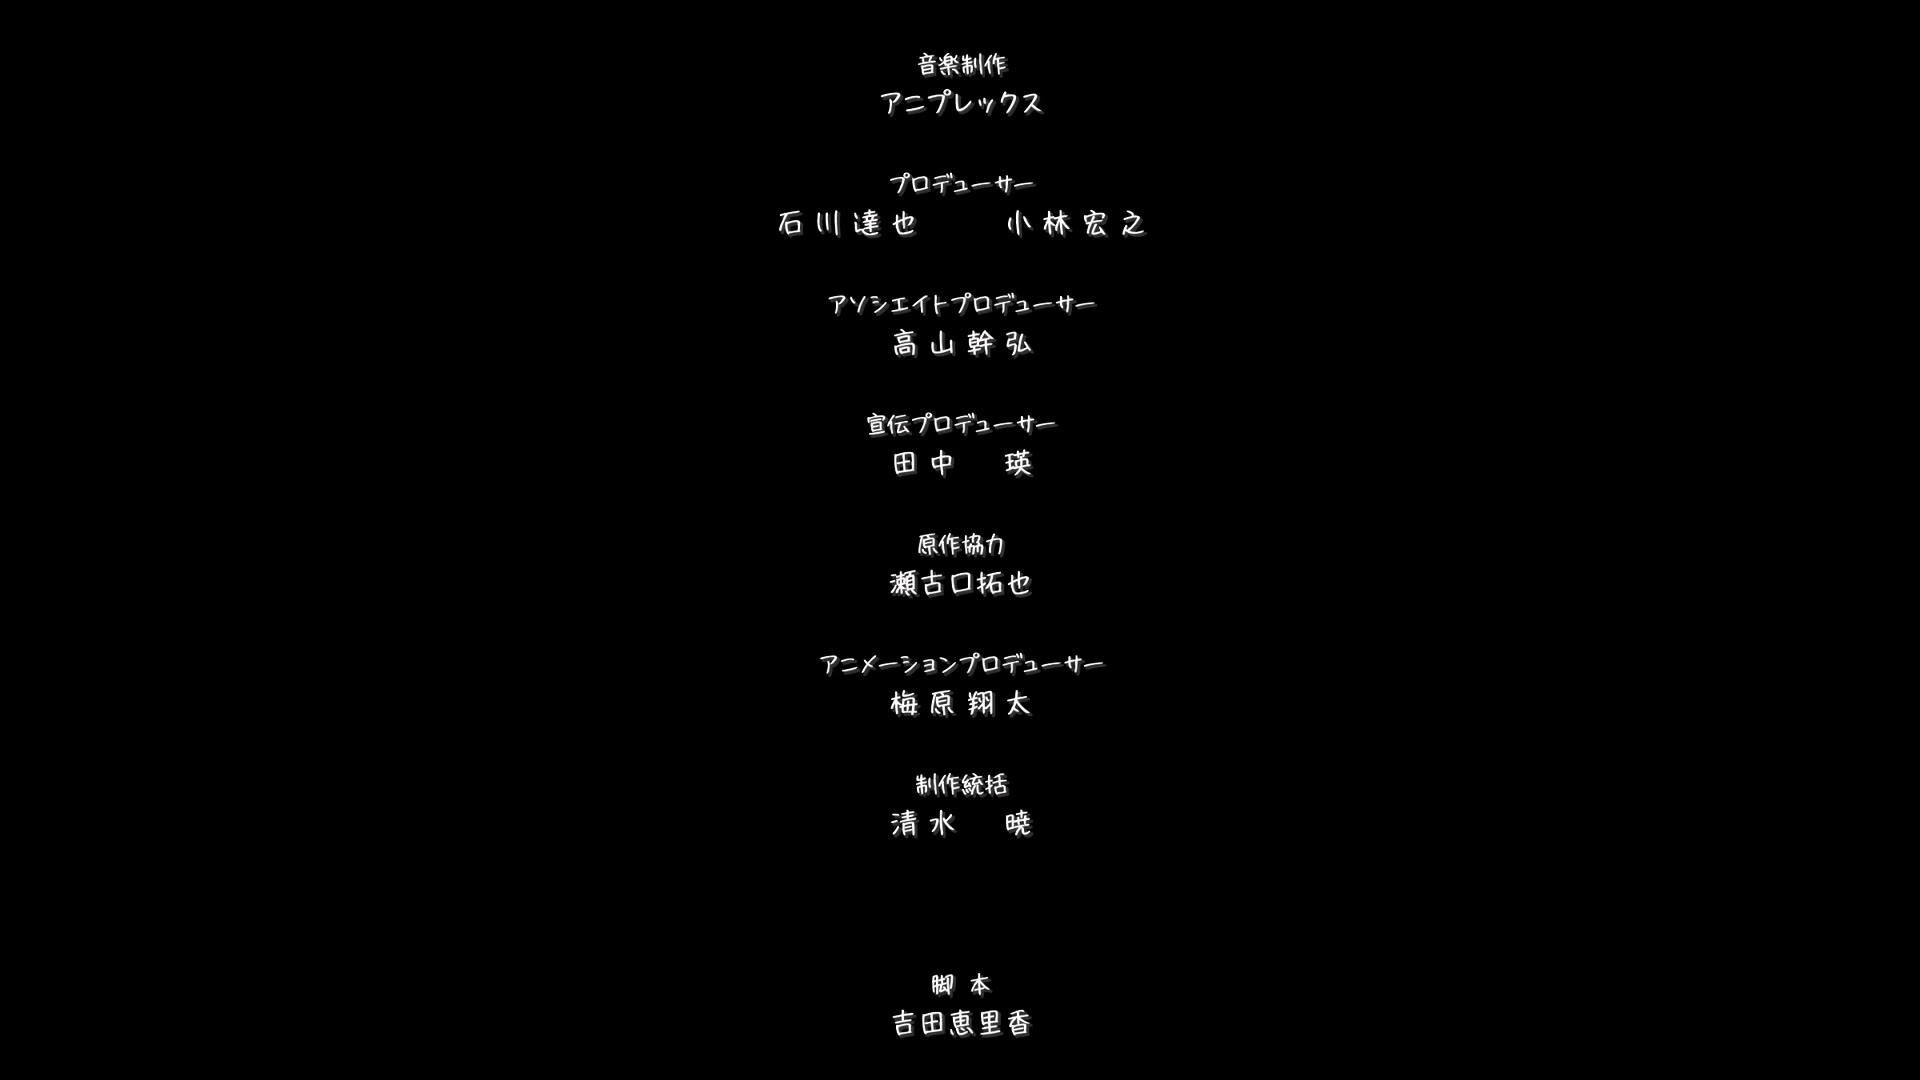 音楽制作
アニプレックス
プロデューサー
石川達也　　小林宏之
アソシエイトプロデューサー
高山幹弘
宣伝プロデューサー
田中　瑛
原作協力
瀬古口拓也
アニメーションプロデューサー
梅原翔太
制作統括
清水　暁
脚本
吉田恵里香